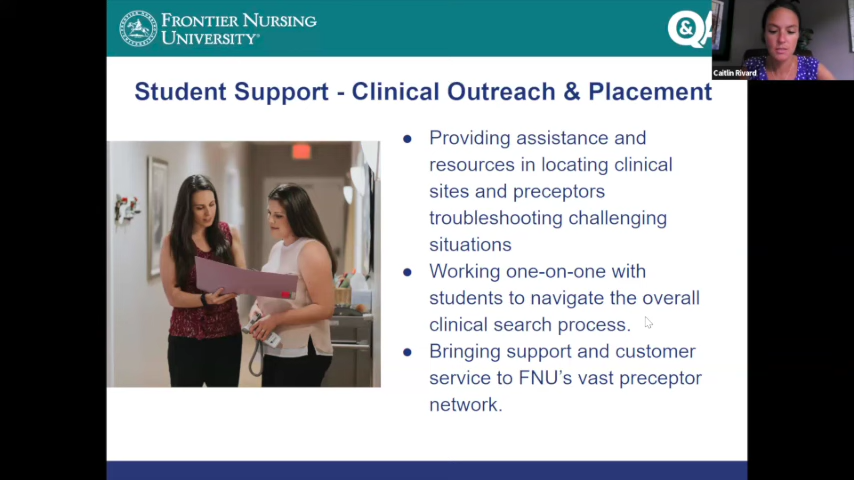 FRONTIER NURSING
UNIVERSITY®
Q&A
Caitlin Rivard
Student Support - Clinical Outreach & Placement
● Providing assistance and
resources in locating clinical
sites and preceptors
troubleshooting challenging
situations
● Working one-on-one with
students to navigate the overall
clinical search process.
● Bringing support and customer
service to FNU's vast preceptor
network.